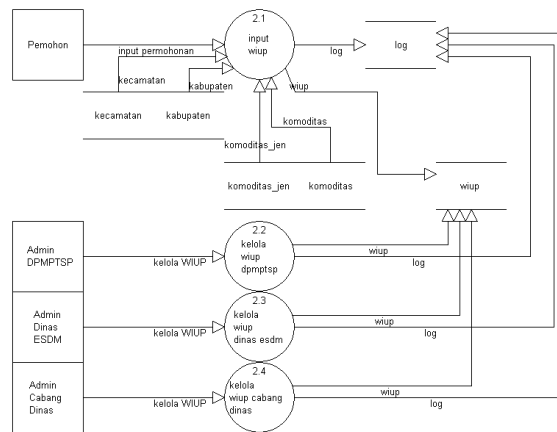 2.1
Pemohon
input
wiup
log
input permohonan
log
kecamatan
kabupaten
wiup
kecamatan
kabupaten
komoditas
komoditas_jen
komoditas_jen
komoditas
wiup
2.2
Admin
DPMPTSP
kelola
wiup
dpmptsp
kelola WIUP
wiup
log
2.3
Admin
Dinas
ESDM
kelola
wiup
dinas esdm
kelola WIUP
wiup
log
2.4
Admin
Cabang
Dinas
kelola
wiup cabang
dinas
kelola WIUP
wiup
log